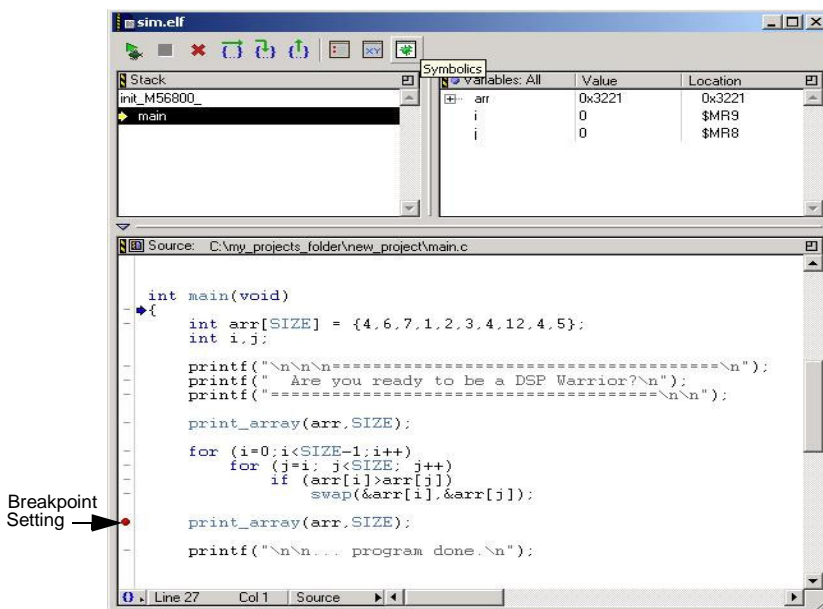 sim.elf
XY
Symbolics
Stack
init_M56800_
main
Variables: All Value Location
arr 0x3221 0x3221
i 0 $MR9
j 0 $MR8
Source: C:\my_projects_folder\new_project\main.c
int main(void)
{
int arr[SIZE] = {4,6,7,1,2,3,4,12,4,5};
int i,j;
printf("\n\n\n=======================================\n");
printf("  Are you ready to be a DSP Warrior?\n");
printf("=======================================\n\n");
print_array(arr,SIZE);
for (i=0;i<SIZE-1;i++)
for (j=i; j<SIZE; j++)
if (arr[i]>arr[j])
swap(&arr[i],&arr[j]);
Breakpoint
Setting
print_array(arr,SIZE);
printf("\n\n... program done.\n");
Line 27 Col 1 Source